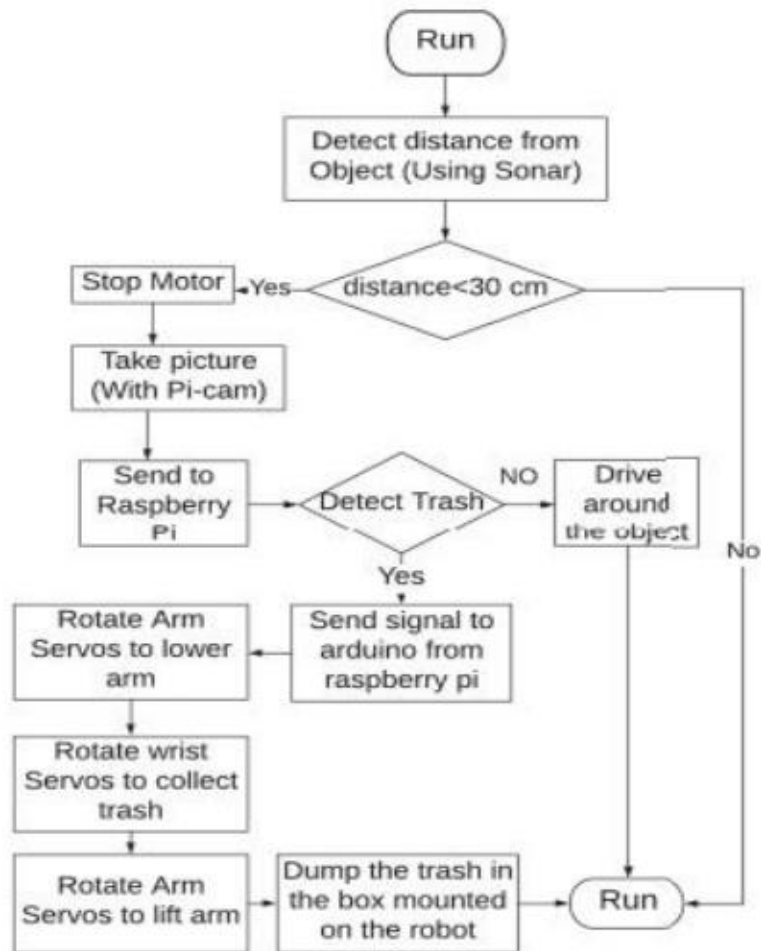 Run
Detect distance from
Object (Using Sonar)
distance<30 cm
Yes
Stop Motor
Take picture
(With Pi-cam)
Send to
Raspberry
Pi
Detect Trash
NO
Drive
around
the object
No
Yes
Send signal to
arduino from
raspberry pi
Rotate Arm
Servos to lower
arm
Rotate wrist
Servos to collect
trash
Rotate Arm
Servos to lift arm
Dump the trash in
the box mounted
on the robot
Run